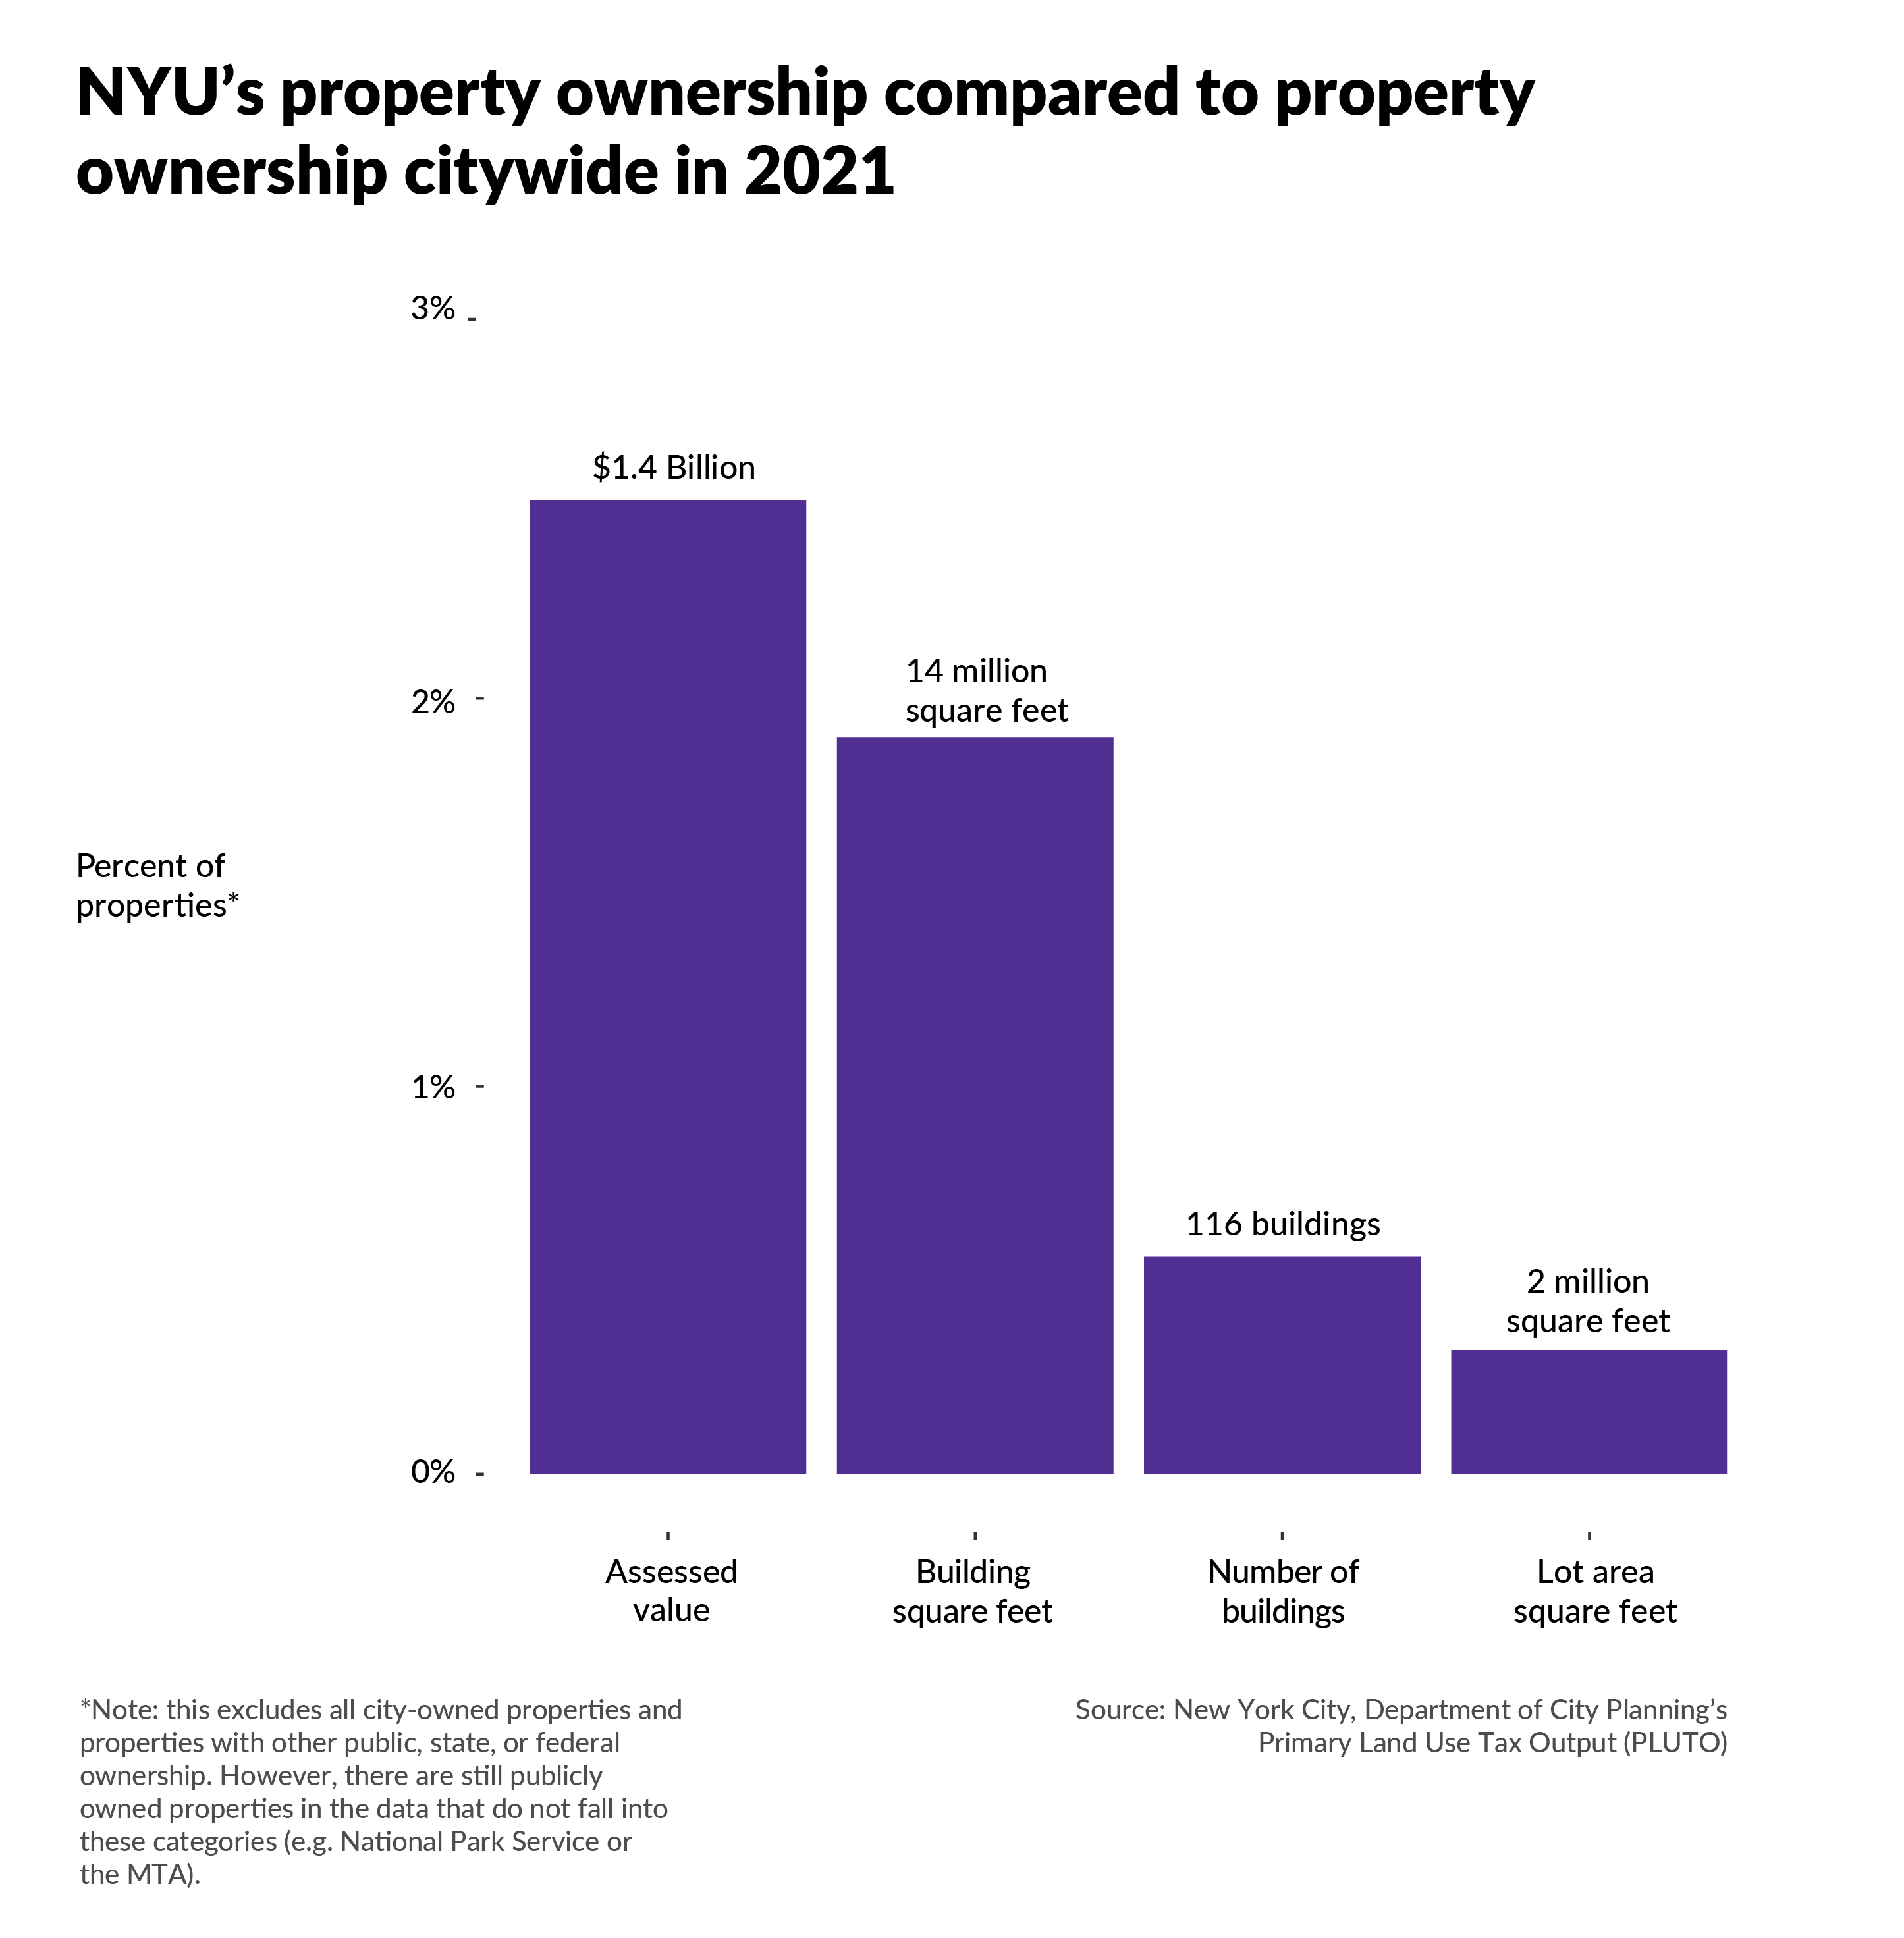 NYU’s property ownership compared to property
ownership citywide in 2021
3%
$1.4 Billion
14 million
square feet
2%
Percent of
properties*
1%
116 buildings
2 million
square feet
0%
Assessed
value
Building
square feet
Number of
buildings
Lot area
square feet
*Note: this excludes all city-owned properties and
properties with other public, state, or federal
ownership. However, there are still publicly
owned properties in the data that do not fall into
these categories (e.g. National Park Service or
the MTA).
Source: New York City, Department of City Planning’s
Primary Land Use Tax Output (PLUTO)